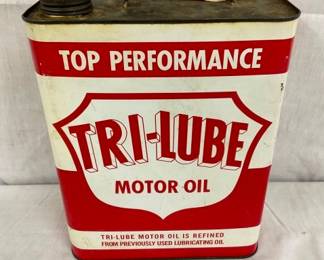 TOP PERFORMANCE
TRI-LUBE
MOTOR OIL
TRI-LUBE MOTOR OIL IS REFINED
FROM PREVIOUSLY USED LUBRICATING OIL